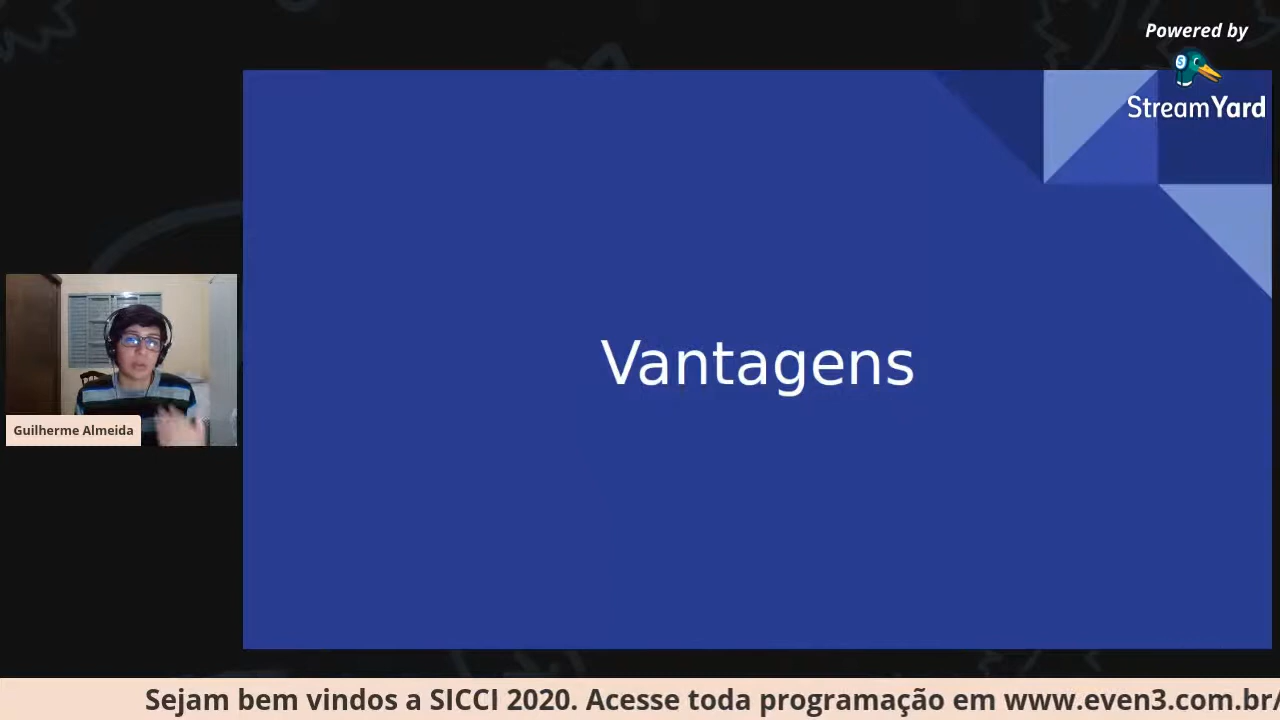 Powered by
StreamYard
Vantagens
Guilherme Almeida
Sejam bem vindos a SICCI 2020. Acesse toda programação em www.even3.com.br/